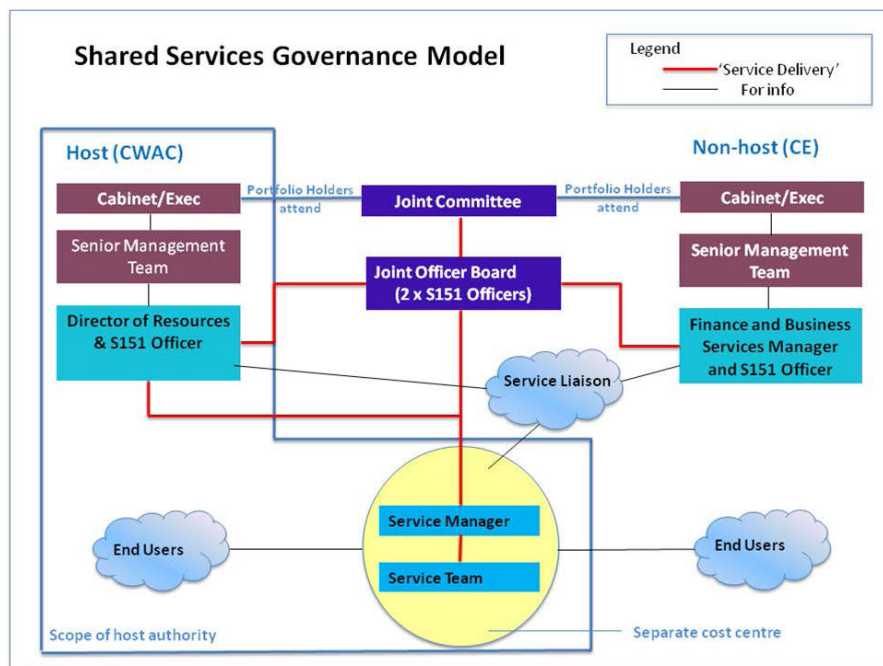 Shared Services Governance Model
Legend
'Service Delivery'
For info
Host (CWAC)
Non-host (CE)
Cabinet/Exec
Portfolio Holders
attend
Joint Committee
Portfolio Holders
attend
Cabinet/Exec
Senior Management
Team
Joint Officer Board
(2 x S151 Officers)
Senior Management
Team
Director of Resources
& S151 Officer
Finance and Business
Services Manager
and S151 Officer
Service Liaison
Service Manager
End Users
End Users
Service Team
Scope of host authority
Separate cost centre